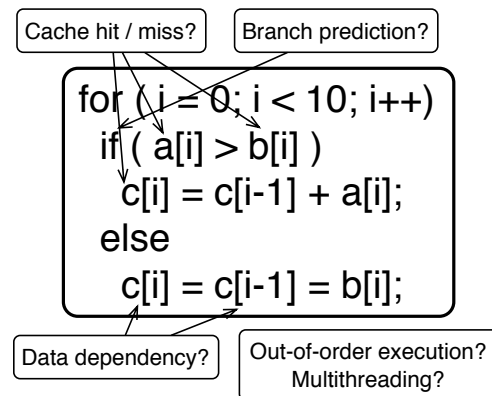 Cache hit / miss?
Branch prediction?
for ( i = 0; i < 10; i++)
if ( a[i] > b[i] )
c[i] = c[i-1] + a[i];
else
c[i] = c[i-1] = b[i];
Data dependency?
Out-of-order execution?
Multithreading?